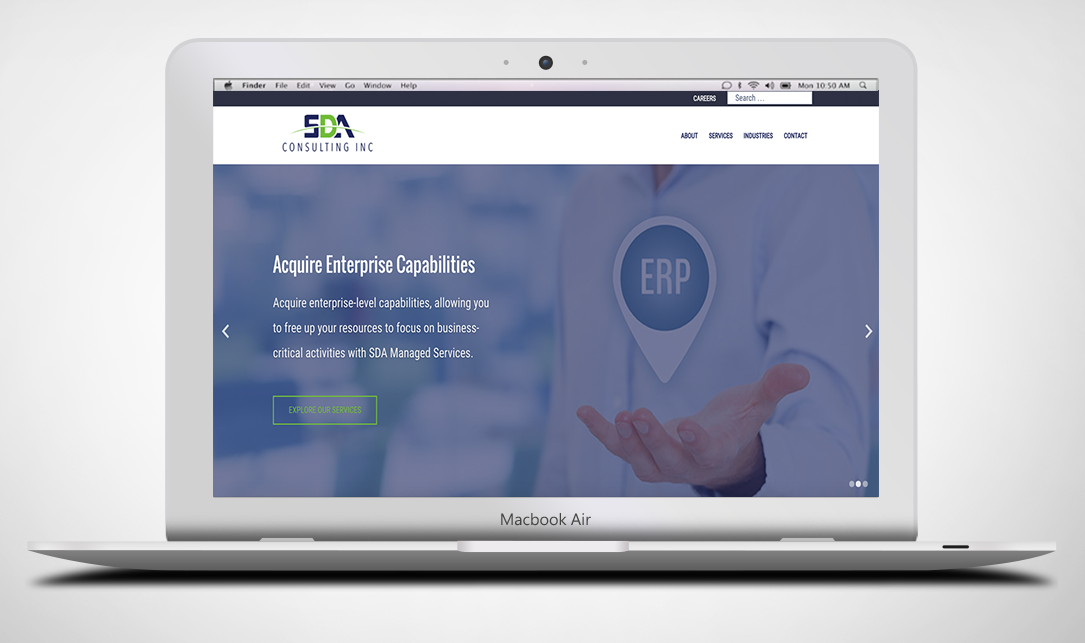 Finder File Edit View Go Window Help Mon 10:50 AM
CAREERS Search ...
SDA
CONSULTING INC
ABOUT SERVICES INDUSTRIES CONTACT
Acquire Enterprise Capabilities
Acquire enterprise-level capabilities, allowing you
to free up your resources to focus on business-
critical activities with SDA Managed Services.
EXPLORE OUR SERVICES
ERP
Macbook Air